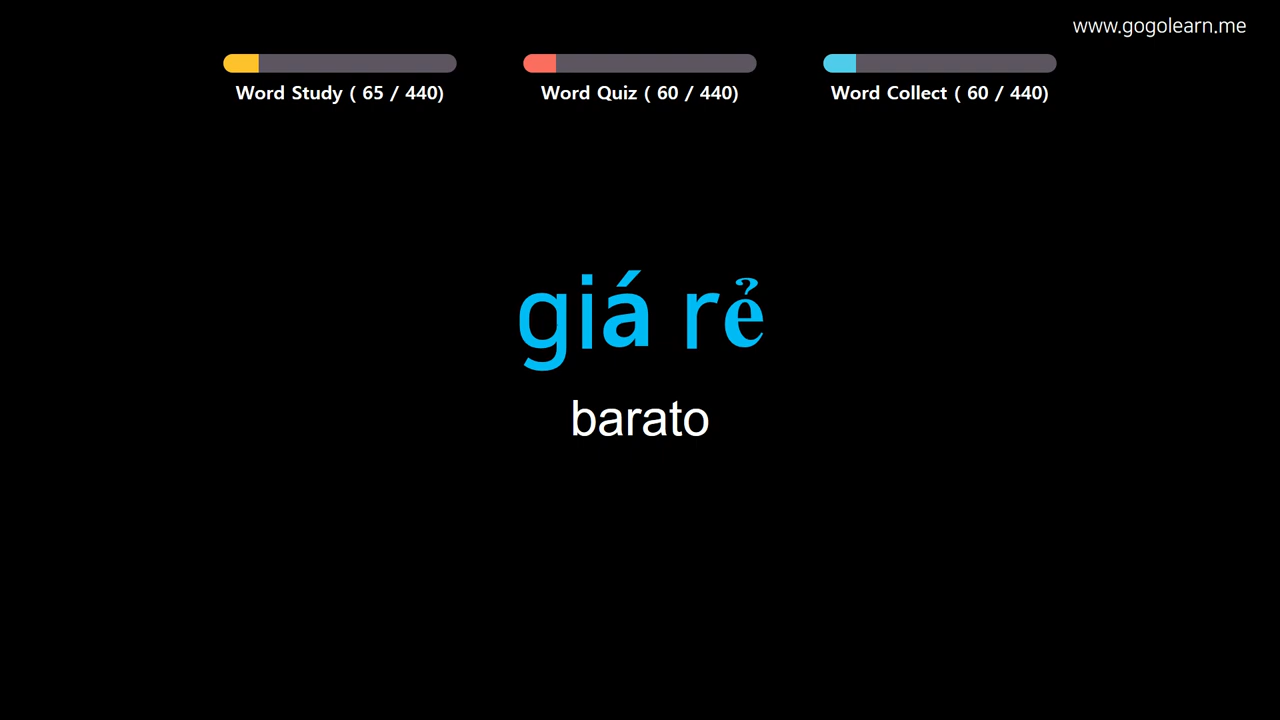 www.gogolearn.me
Word Study ( 65 / 440)
Word Quiz ( 60 / 440)
Word Collect ( 60 / 440)
giá rẻ
barato